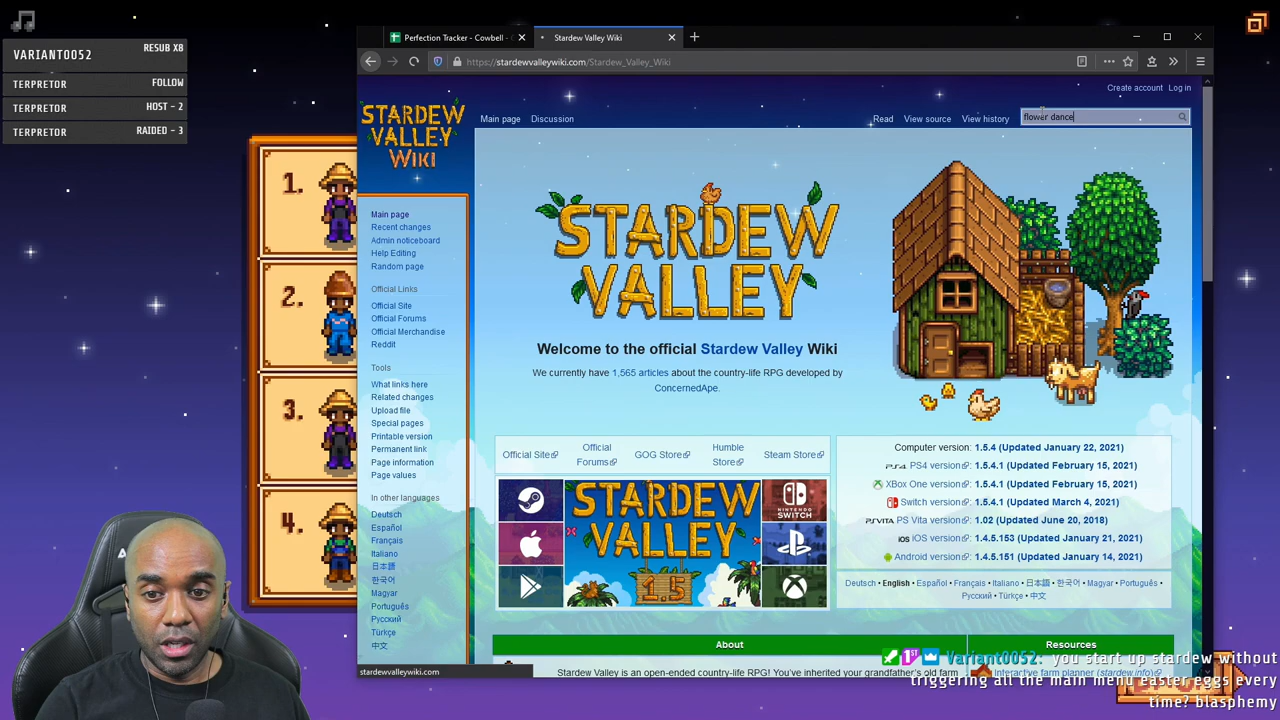 VARIANT0052 RESUB X8
TERPRETOR FOLLOW
TERPRETOR HOST - 2
TERPRETOR RAIDED - 3
1.
2.
3.
4.
Perfection Tracker - Cowbell -
Stardew Valley Wiki
https://stardewvalleywiki.com/Stardew_Valley_Wiki
Create account Log in
STARDEW
VALLEY
WiKi
Main page Discussion Read View source View history flower dance
Main page
Recent changes
Admin noticeboard
Help Editing
Random page
Official Links
Official Site
Official Forums
Official Merchandise
Reddit
Tools
What links here
Related changes
Upload file
Special pages
Printable version
Permanent link
Page information
Page values
In other languages
Deutsch
Español
Français
Italiano
日本語
한국어
Magyar
Português
Русский
Türkçe
中文
STARDEW
VALLEY
Welcome to the official Stardew Valley Wiki
We currently have 1,565 articles about the country-life RPG developed by
ConcernedApe.
Official Site
Official
Forums
GOG Store
Humble
Store
Steam Store
STARDEW
VALLEY
1.5
NINTENDO
SWITCH
Computer version: 1.5.4 (Updated January 22, 2021)
PS4 version: 1.5.4.1 (Updated February 15, 2021)
XBox One version: 1.5.4.1 (Updated February 15, 2021)
Switch version: 1.5.4.1 (Updated March 4, 2021)
PSVITA PS Vita version: 1.02 (Updated June 20, 2018)
iOS iOS version: 1.4.5.153 (Updated January 21, 2021)
Android version: 1.4.5.151 (Updated January 14, 2021)
Deutsch • English • Español • Français • Italiano • 日本語 • 한국어 • Magyar • Português •
Русский • Türkçe • 中文
About
Resources
Stardew Valley is an open-ended country-life RPG! You've inherited your grandfather's old farm
Interactive farm planner (stardew.info)
stardewvalleywiki.com
1ST Variant0052: you start up stardew without
triggering all the main menu easter eggs every
time? blasphemy